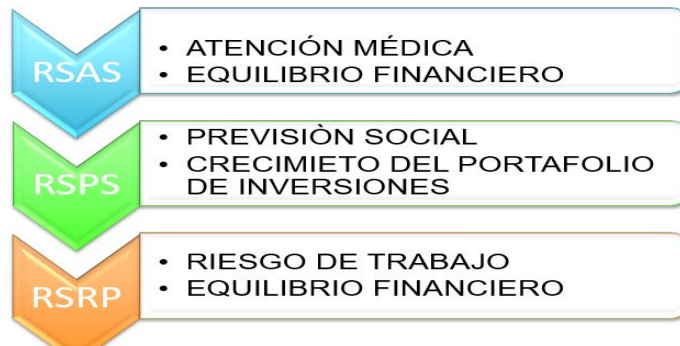 RSAS
• ATENCIÓN MÉDICA
• EQUILIBRIO FINANCIERO
RSPS
• PREVISIÒN SOCIAL
• CRECIMIETO DEL PORTAFOLIO
DE INVERSIONES
RSRP
• RIESGO DE TRABAJO
• EQUILIBRIO FINANCIERO